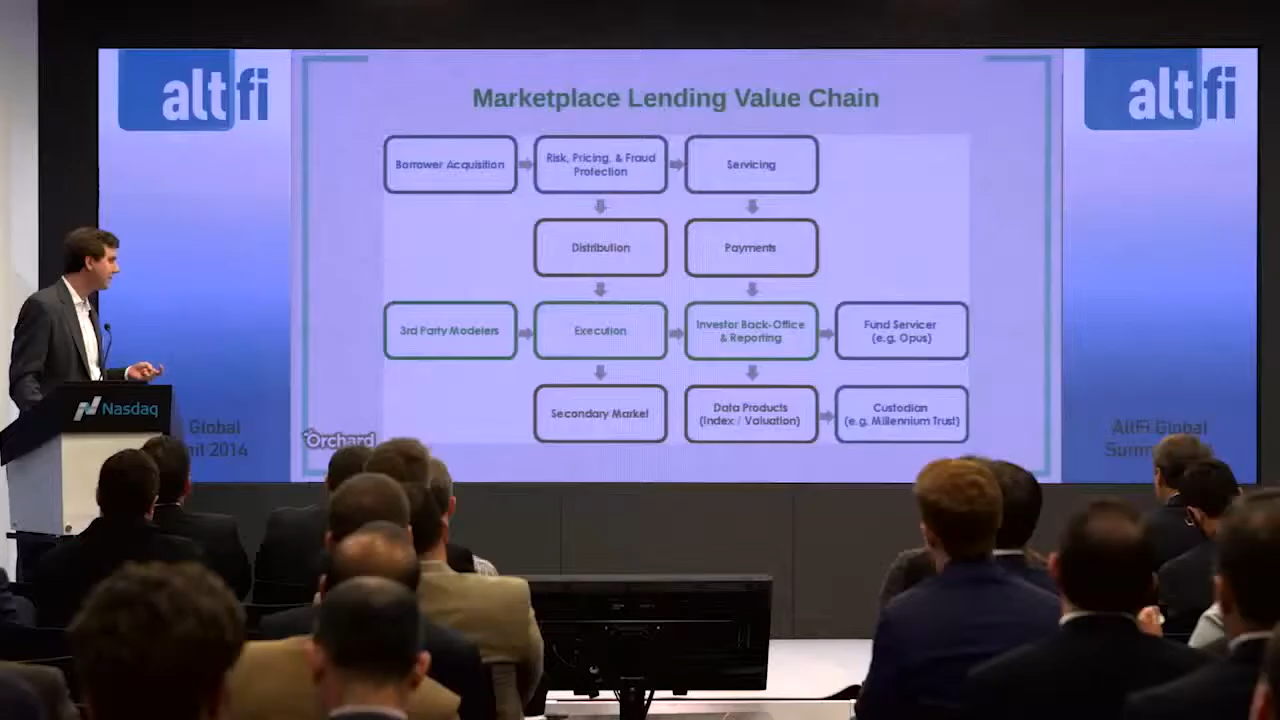 altfi
altfi
Marketplace Lending Value Chain
Borrower Acquisition
Risk, Pricing, & Fraud
Protection
Servicing
Distribution
Payments
3rd Party Modelers
Execution
Investor Back-Office
& Reporting
Fund Servicer
(e.g. Opus)
Secondary Market
Data Products
(Index / Valuation)
Custodian
(e.g. Millennium Trust)
Orchard
Nasdaq
Global
mit 2014
AltFi Global
Summ